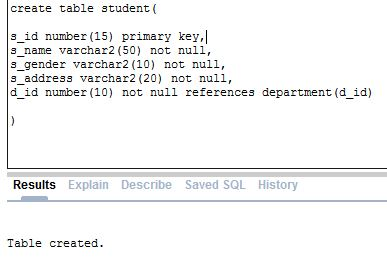 create table student(
s_id number(15) primary key,
s_name varchar2(50) not null,
s_gender varchar2(10) not null,
s_address varchar2(20) not null,
d_id number(10) not null references department(d_id)
)
Results Explain Describe Saved SQL History
Table created.